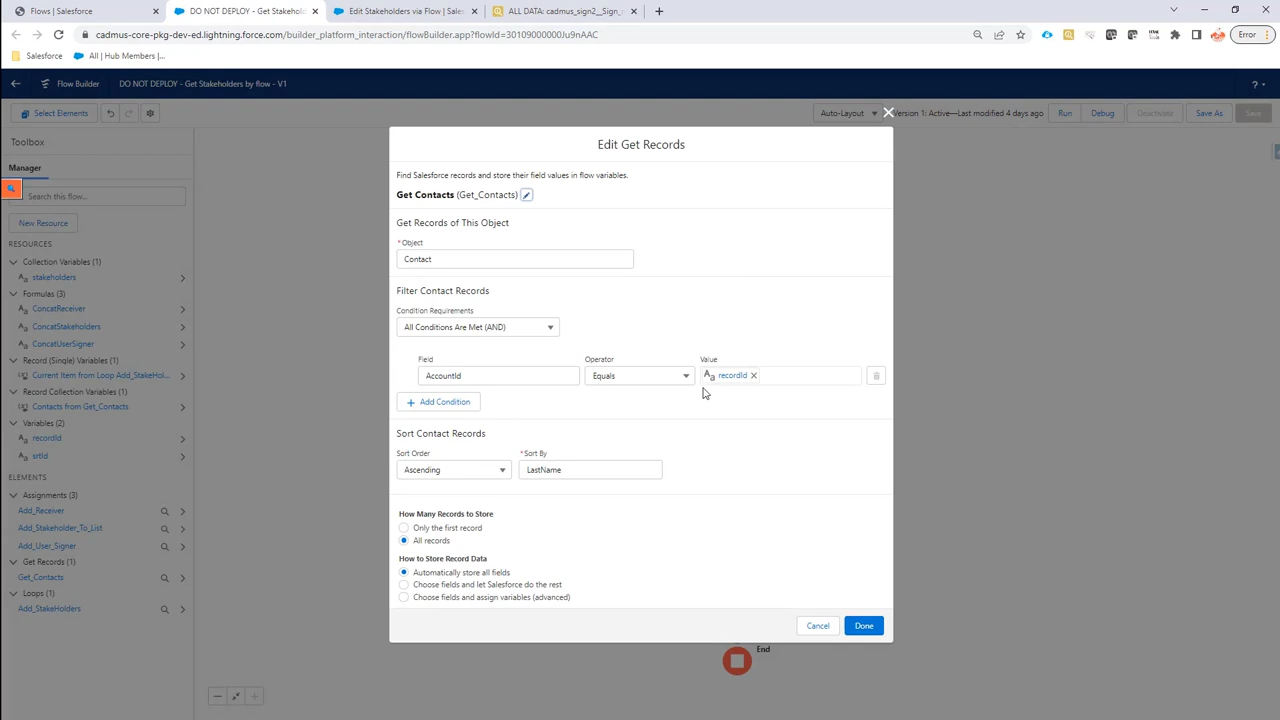 Flows | Salesforce
DO NOT DEPLOY - Get Stakehol
Edit Stakeholders via Flow | Sales
ALL DATA: cadmus_sign2__Sign_
cadmus-core-pkg-dev-ed.lightning.force.com/builder_platform_interaction/flowBuilder.app?flowId=30109000000/u9nAAC
Error
Salesforce
All | Hub Members |...
Flow Builder
DO NOT DEPLOY - Get Stakeholders by flow - V1
?
Select Elements
Auto-Layout
Version 1: Active—Last modified 4 days ago
Run
Debug
Deactivate
Save As
Save
Toolbox
Manager
Search this flow...
New Resource
RESOURCES
Collection Variables (1)
stakeholders
Formulas (3)
ConcatReceiver
ConcatStakeholders
ConcatUserSigner
Record (Single) Variables (1)
Current Item from Loop Add_StakeHol...
Record Collection Variables (1)
Contacts from Get_Contacts
Variables (2)
recordId
srtId
ELEMENTS
Assignments (3)
Add_Receiver
Add_Stakeholder_To_List
Add_User_Signer
Get Records (1)
Get_Contacts
Loops (1)
Add_StakeHolders
Edit Get Records
Find Salesforce records and store their field values in flow variables.
Get Contacts (Get_Contacts)
Get Records of This Object
*Object
Contact
Filter Contact Records
Condition Requirements
All Conditions Are Met (AND)
Field
Operator
Value
AccountId
Equals
Aa recordId
+ Add Condition
Sort Contact Records
Sort Order
*Sort By
Ascending
LastName
How Many Records to Store
Only the first record
All records
How to Store Record Data
Automatically store all fields
Choose fields and let Salesforce do the rest
Choose fields and assign variables (advanced)
Cancel
Done
End